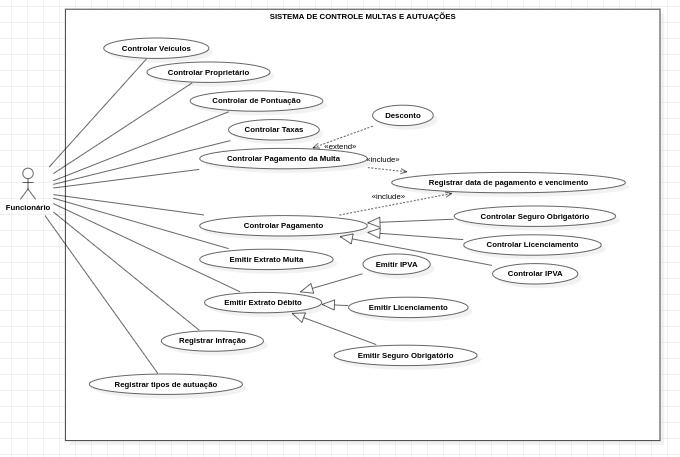 SISTEMA DE CONTROLE MULTAS E AUTUAÇÕES
Controlar Veículos
Controlar Proprietário
Controlar de Pontuação
Desconto
Controlar Taxas
«extend»
Controlar Pagamento da Multa
«include»
Registrar data de pagamento e vencimento
«include»
Funcionário
Controlar Seguro Obrigatório
Controlar Pagamento
Controlar Licenciamento
Emitir Extrato Multa
Emitir IPVA
Controlar IPVA
Emitir Extrato Débito
Emitir Licenciamento
Registrar Infração
Emitir Seguro Obrigatório
Registrar tipos de autuação